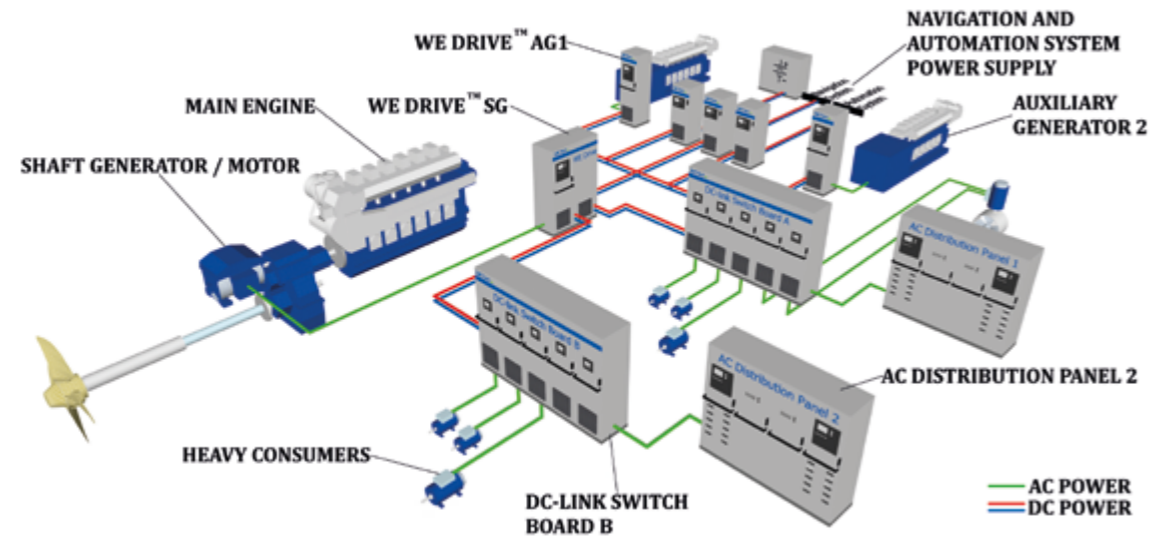 NAVIGATION AND
AUTOMATION SYSTEM
POWER SUPPLY
WE DRIVE™ AG1
MAIN ENGINE
WE DRIVE™ SG
AUXILIARY
GENERATOR 2
SHAFT GENERATOR / MOTOR
WE Drive
DC-link Switch Board A
AC Distribution Panel 1
DC-link Switch Board B
AC Distribution Panel 2
AC DISTRIBUTION PANEL 2
HEAVY CONSUMERS
DC-LINK SWITCH
BOARD B
AC POWER
DC POWER